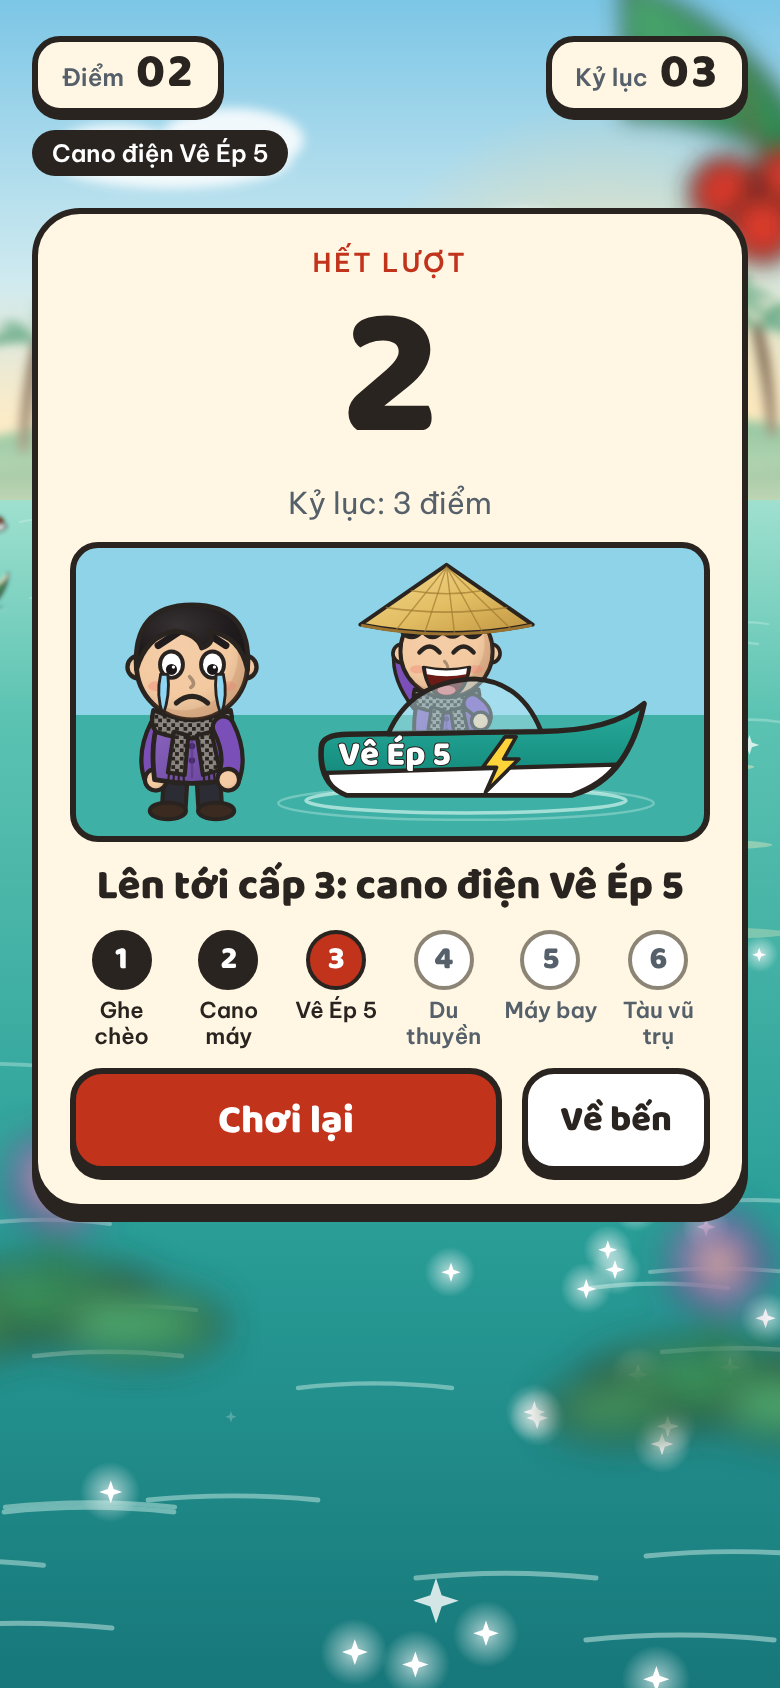 Điểm 02
Kỷ lục 03
Cano điện Vê Ép 5
HẾT LƯỢT
2
Kỷ lục: 3 điểm
Vê Ép 5
Lên tới cấp 3: cano điện Vê Ép 5
1 2 3 4 5 6
Ghe Cano Vê Ép 5 Du Máy bay Tàu vũ
chèo máy thuyền trụ
Chơi lại
Về bến